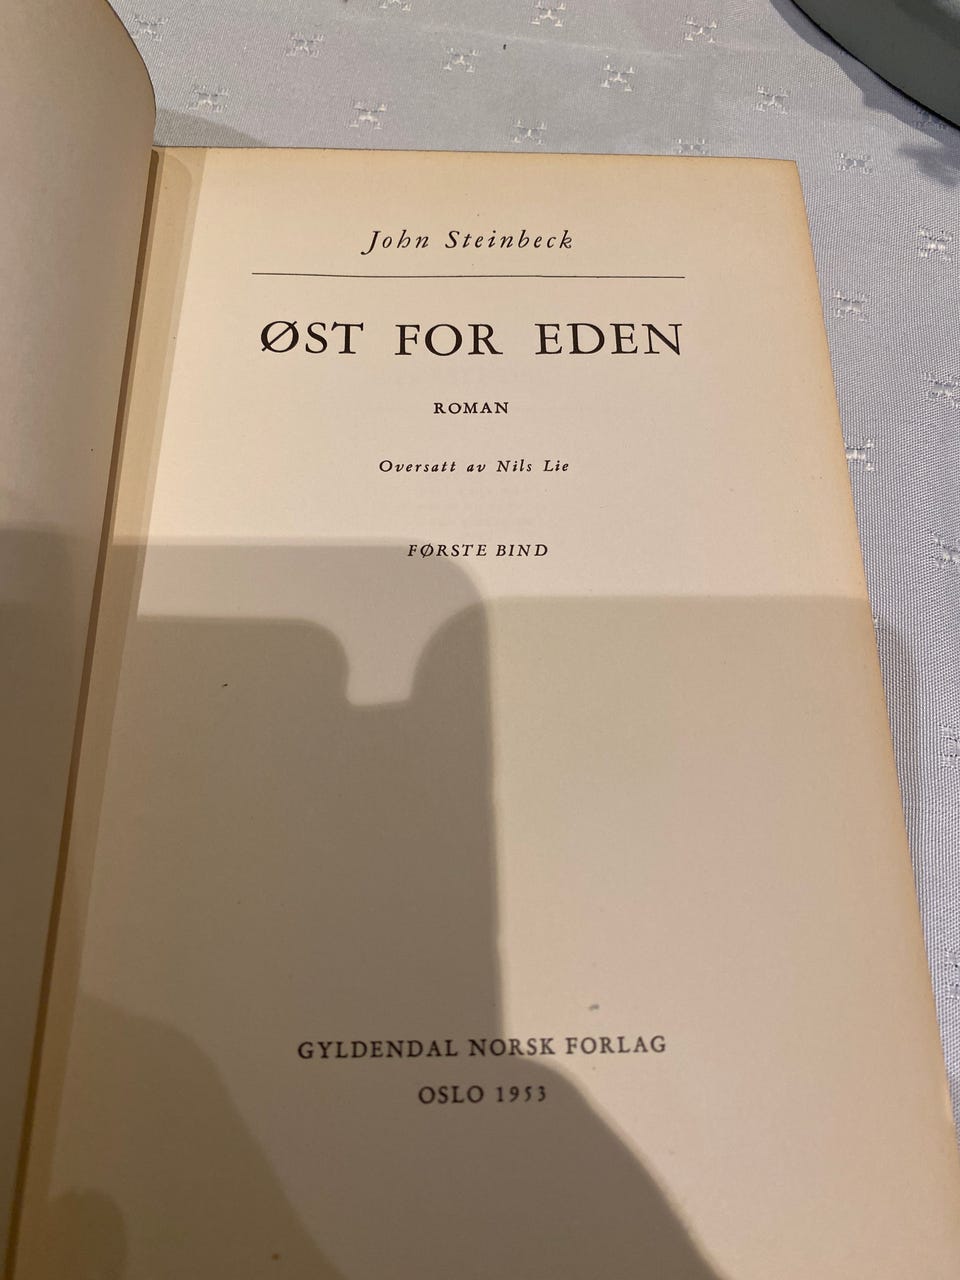 John Steinbeck
ØST FOR EDEN
ROMAN
Oversatt av Nils Lie
FØRSTE BIND
GYLDENDAL NORSK FORLAG
OSLO 1953